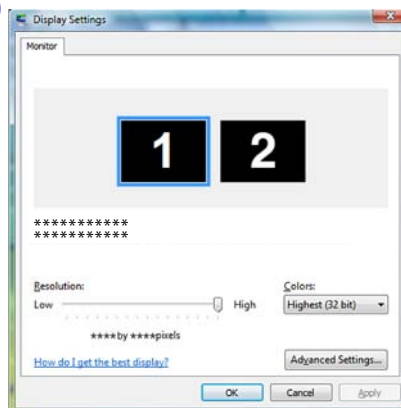 Display Settings
Monitor
1 2
***********
***********
Resolution:
Low High
****by ****pixels
Colors:
Highest (32 bit)
How do I get the best display?
Advanced Settings...
OK Cancel Apply